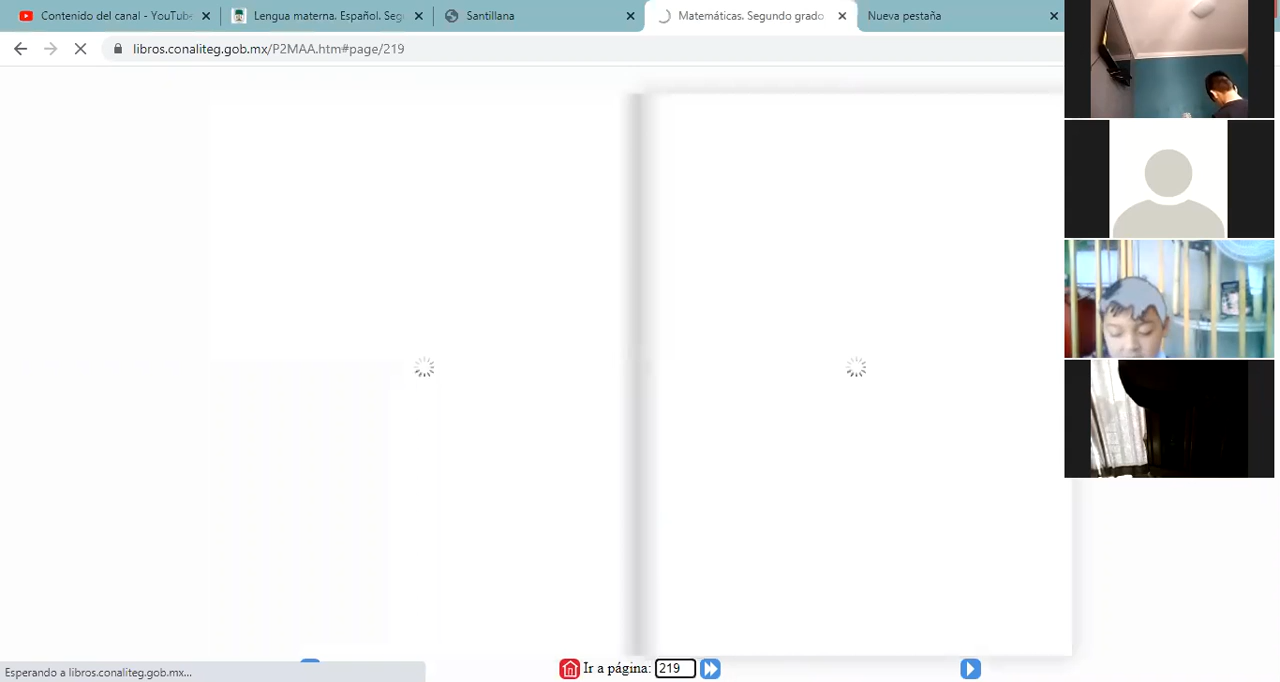 Contenido del canal - YouTube
Lengua materna. Español. Seg
Santillana
Matemáticas. Segundo grado
Nueva pestaña
libros.conaliteg.gob.mx/P2MAA.htm#page/219
Esperando a libros.conaliteg.gob.mx...
Ir a página: 219